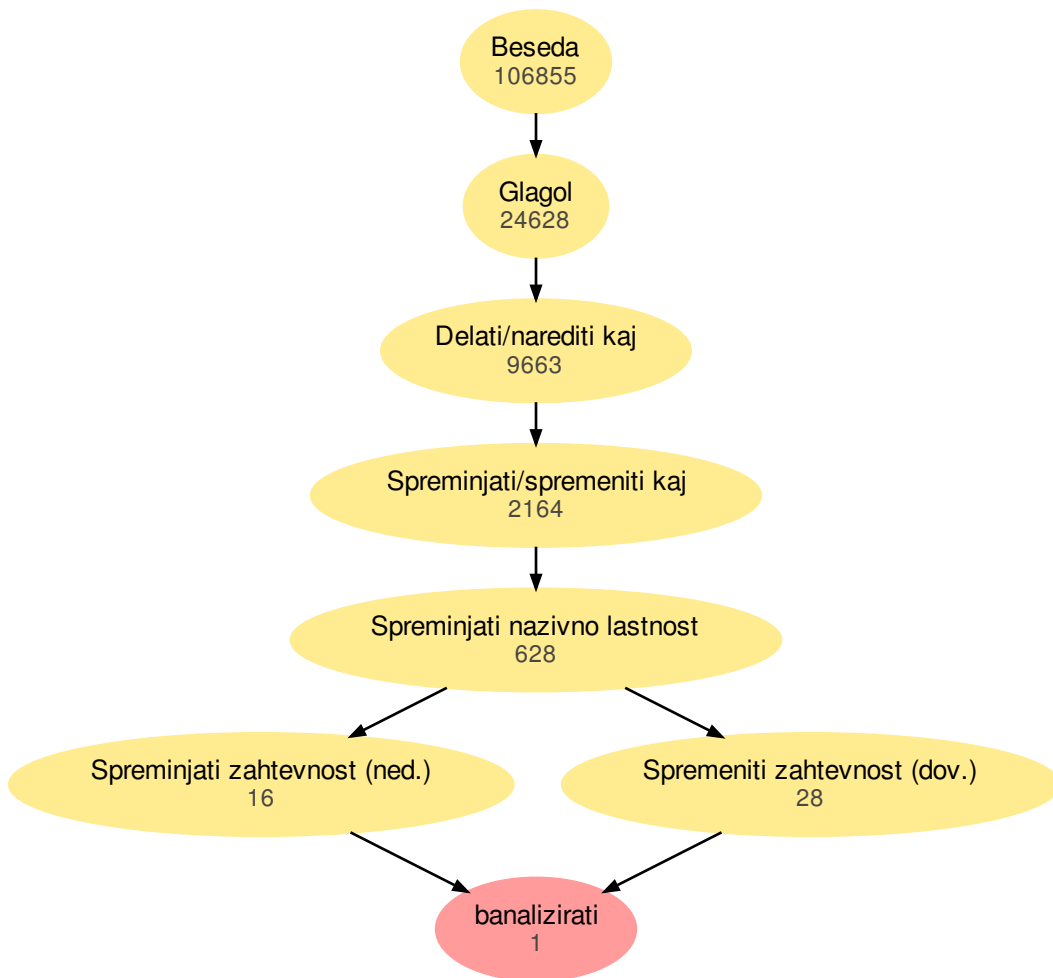 Beseda
106855
Glagol
24628
Delati/narediti kaj
9663
Spreminjati/spremeniti kaj
2164
Spreminjati nazivno lastnost
628
Spreminjati zahtevnost (ned.)
16
Spremeniti zahtevnost (dov.)
28
banalizirati
1